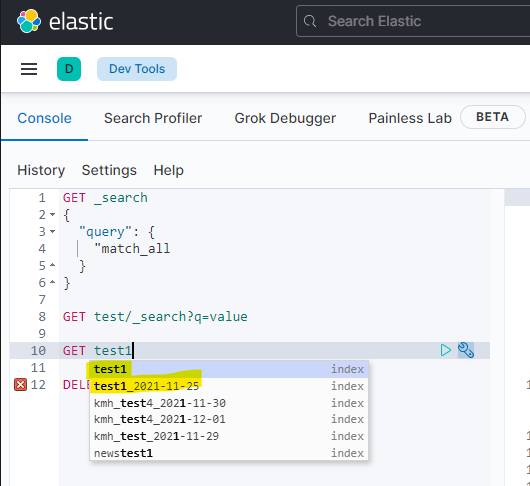 elastic
Search Elastic
D Dev Tools
Console Search Profiler Grok Debugger Painless Lab BETA
History Settings Help
1 GET _search
2 {
3 "query": {
4 "match_all
5 }
6 }
7
8 GET test/_search?q=value
9
10 GET test1
11 test1 index
12 DELE test1_2021-11-25 index
kmh_test4_2021-11-30 index
kmh_test4_2021-12-01 index
kmh_test_2021-11-29 index
newstest1 index